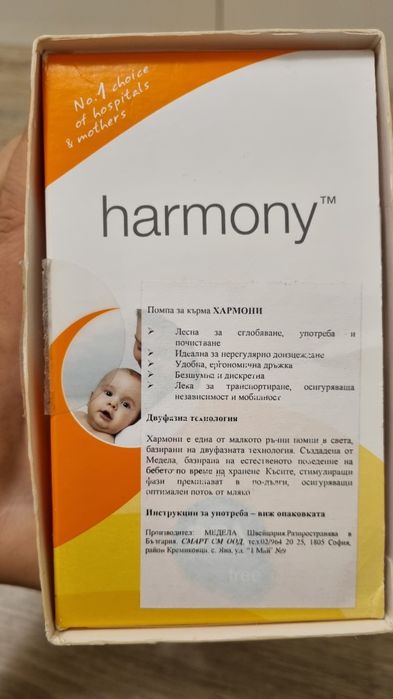 No.1 choice
of hospitals
& mothers
harmony™
Помпа за кърма ХАРМОНИ
➤ Лесна за сглобяване, употреба и
почистване
➤ Идеална за нерегулярно доизцеждане
➤ Удобна, ергономична дръжка
➤ Безшумна и дискретна
➤ Лека за транспортиране, осигуряваща
независимост и мобилност
Двуфазна технология
Хармони е една от малкото ръчни помпи в света,
базирани на двуфазната технология. Създадена от
Медела, базирана на естественото поведение на
бебето по време на хранене Късите, стимулиращи
фази преминават в по-дълги, осигуряващи
оптимален поток от мляко
Инструкции за употреба – виж опаковката
Производител: МЕДЕЛА Швейцария.Разпространява в
България. СМАРТ СМ ООД, тел.02/964 20 25, 1805 София,
район Кремиковци, с. Яна, ул. "1 Май" №9
free